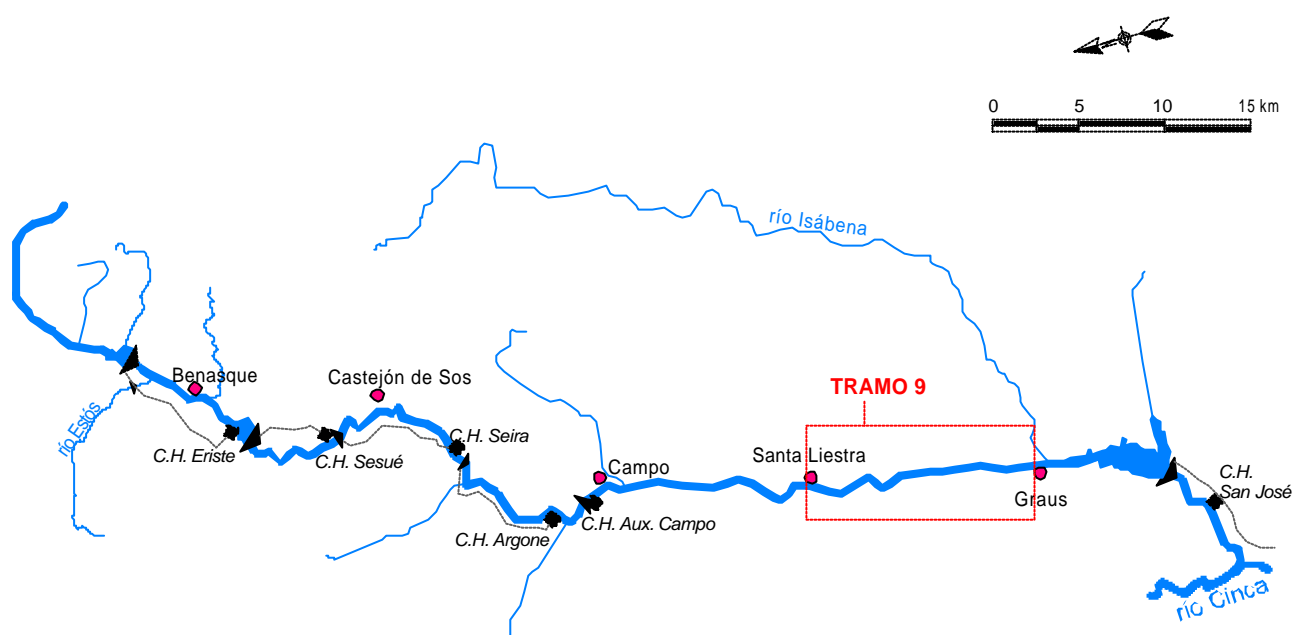 0 5 10 15 km
río Isábena
TRAMO 9
Benasque
Castejón de Sos
río Estós
C.H. Eriste
C.H. Sesué
C.H. Seira
Campo
Santa Liestra
C.H.
San José
Graus
C.H. Argone
C.H. Aux. Campo
río Cinca